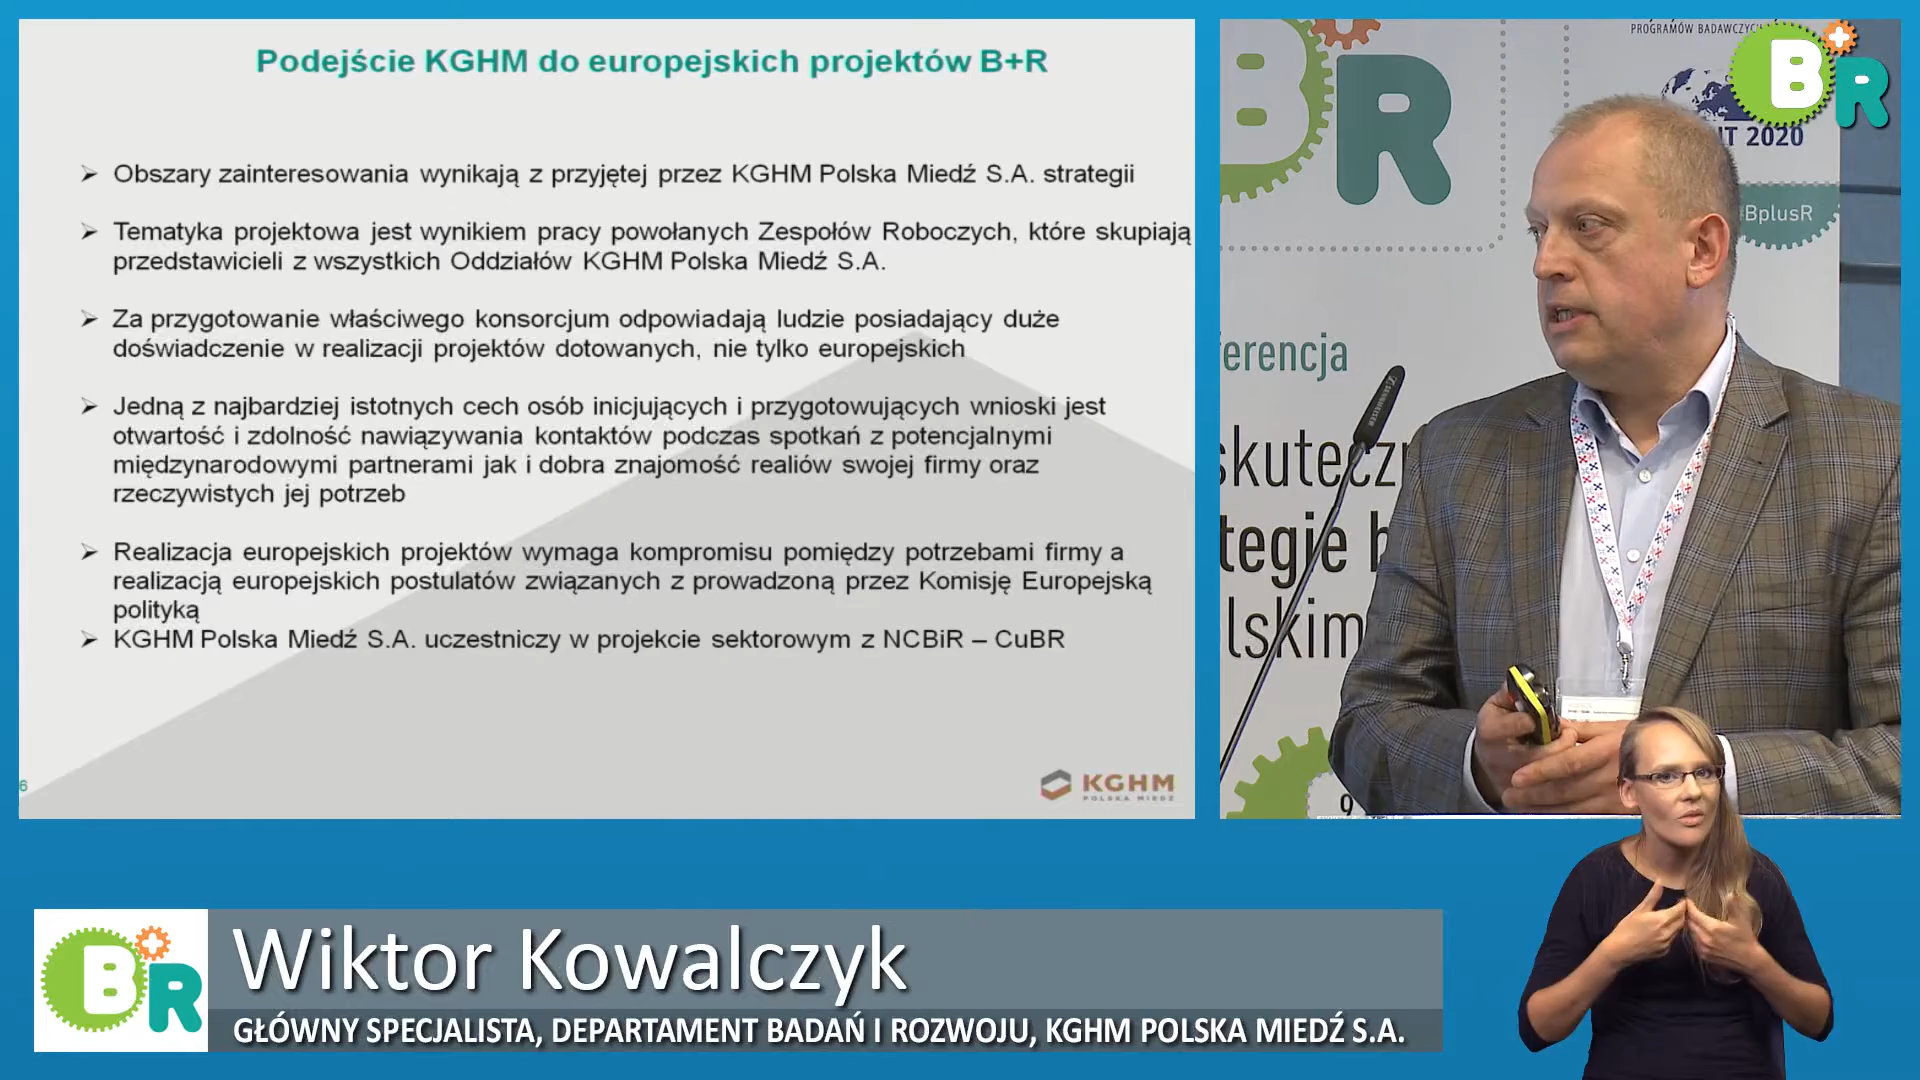 Podejście KGHM do europejskich projektów B+R
Obszary zainteresowania wynikają z przyjętej przez KGHM Polska Miedź S.A. strategii
Tematyka projektowa jest wynikiem pracy powołanych Zespołów Roboczych, które skupiają
przedstawicieli z wszystkich Oddziałów KGHM Polska Miedź S.A.
Za przygotowanie właściwego konsorcjum odpowiadają ludzie posiadający duże
doświadczenie w realizacji projektów dotowanych, nie tylko europejskich
Jedną z najbardziej istotnych cech osób inicjujących i przygotowujących wnioski jest
otwartość i zdolność nawiązywania kontaktów podczas spotkań z potencjalnymi
międzynarodowymi partnerami jak i dobra znajomość realiów swojej firmy oraz
rzeczywistych jej potrzeb
Realizacja europejskich projektów wymaga kompromisu pomiędzy potrzebami firmy a
realizacją europejskich postulatów związanych z prowadzoną przez Komisję Europejską
polityką
KGHM Polska Miedź S.A. uczestniczy w projekcie sektorowym z NCBiR – CuBR
6
KGHM
POLSKA MIEDŹ
PROGRAMÓW BADAWCZYCH
B+R
B R
IT 2020
#BplusR
ferencja
skuteczn
tegie b
lskim
9
B+R
Wiktor Kowalczyk
GŁÓWNY SPECJALISTA, DEPARTAMENT BADAŃ I ROZWOJU, KGHM POLSKA MIEDŹ S.A.